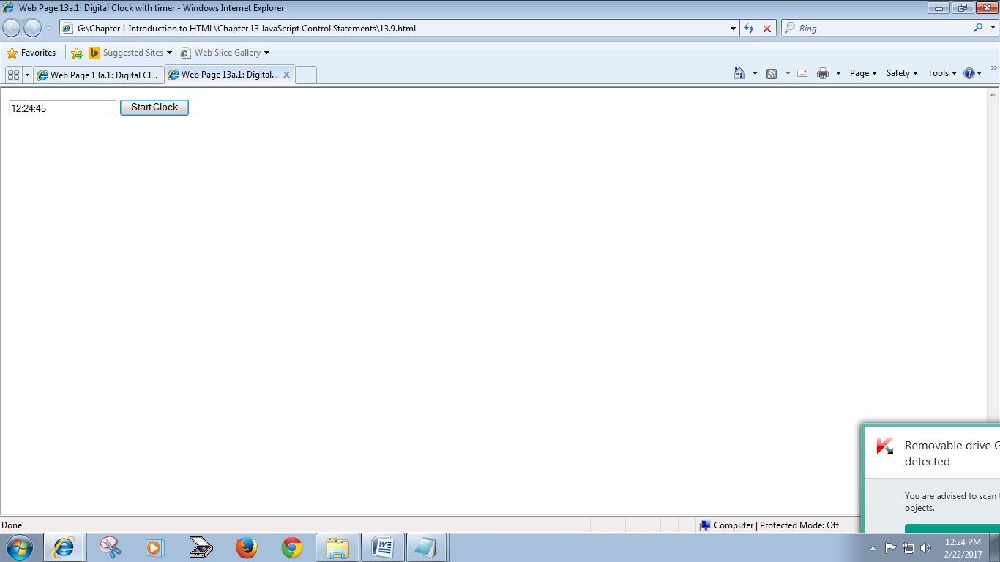 Web Page 13a.1: Digital Clock with timer - Windows Internet Explorer
G:\Chapter 1 Introduction to HTML\Chapter 13 JavaScript Control Statements\13.9.html
Bing
Favorites Suggested Sites Web Slice Gallery
Web Page 13a.1: Digital Cl... Web Page 13a.1: Digital... Page Safety Tools
12:24:45 Start Clock
Removable drive G
detected
You are advised to scan
objects.
Done Computer | Protected Mode: Off
12:24 PM
2/22/2017